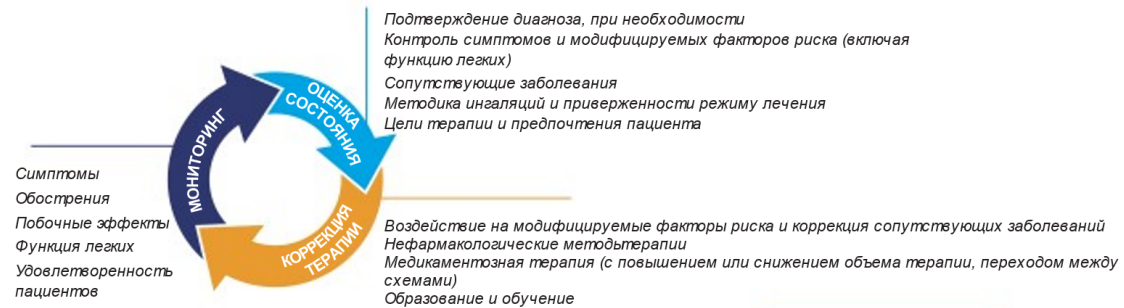 Подтверждение диагноза, при необходимости
Контроль симптомов и модифицируемых факторов риска (включая
функцию легких)
Сопутствующие заболевания
Методика ингаляций и приверженности режиму лечения
Цели терапии и предпочтения пациента
ОЦЕНКА
СОСТОЯНИЯ
МОНИТОРИНГ
Симптомы
Обострения
Побочные эффекты
Функция легких
Удовлетворенность
пациентов
КОРРЕКЦИЯ
ТЕРАПИИ
Воздействие на модифицируемые факторы риска и коррекция сопутствующих заболеваний
Нефармакологические методьтерапии
Медикаментозная терапия (с повышением или снижением объема терапии, переходом между
схемами)
Образование и обучение